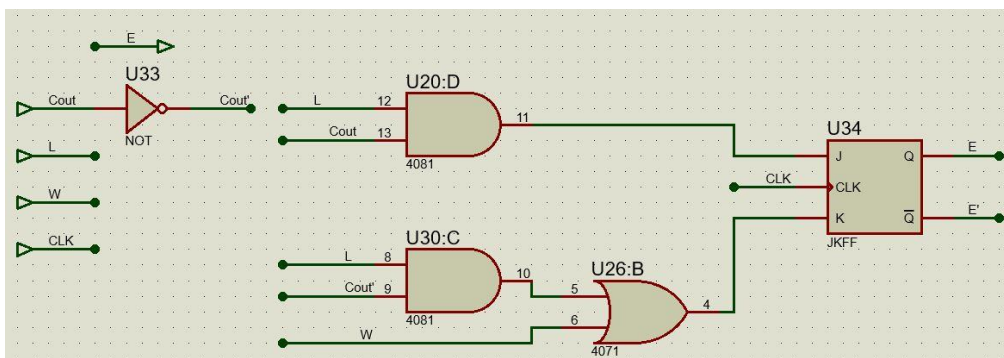 E
U33
Cout
Cout'
NOT
L
W
CLK
U20:D
L
12
Cout
13
11
4081
U34
J
Q
E
CLK
CLK
K
Q
E'
JKFF
U30:C
L
8
Cout'
9
10
4081
U26:B
5
6
4
W
4071